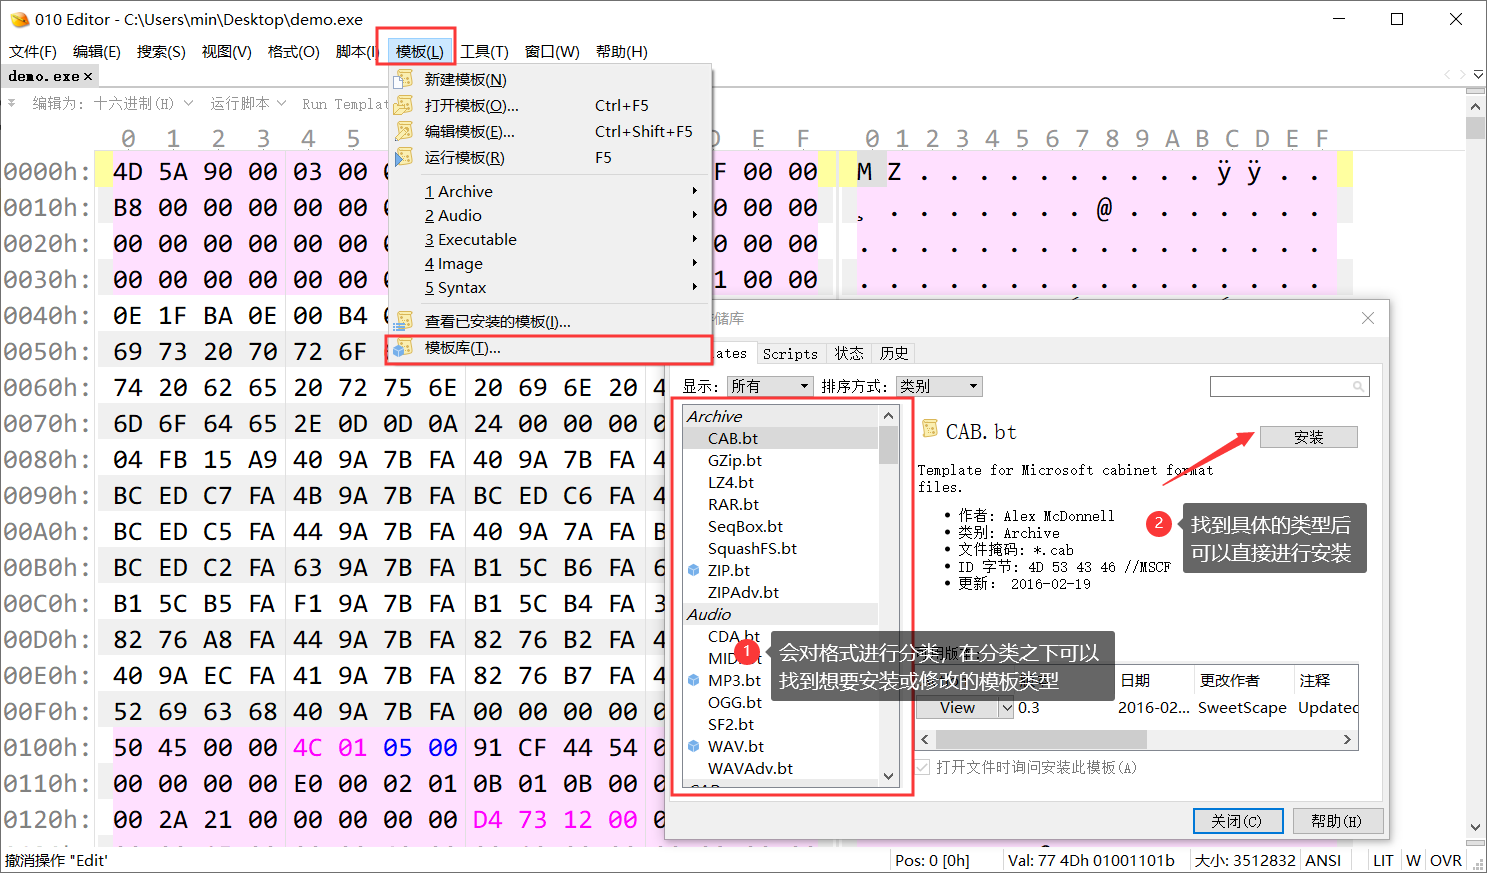 010 Editor - C:\Users\min\Desktop\demo.exe
文件(F) 编辑(E) 搜索(S) 视图(V) 格式(O) 脚本(I 模板(L) 工具(T) 窗口(W) 帮助(H)
demo.exe ×
编辑为: 十六进制(H) 运行脚本 Run Templat
新建模板(N)
打开模板(O)... Ctrl+F5
编辑模板(E)... Ctrl+Shift+F5
运行模板(R) F5
1 Archive
2 Audio
3 Executable
4 Image
5 Syntax
查看已安装的模板(I)...
模板库(T)...
0 1 2 3 4 5 D E F 0 1 2 3 4 5 6 7 8 9 A B C D E F
0000h: 4D 5A 90 00 03 00 F 00 00 M Z . . . . . . . . . . ÿ ÿ . .
0010h: B8 00 00 00 00 00 0 00 00 ¸ . . . . . . . @ . . . . . . .
0020h: 00 00 00 00 00 00 0 00 00 . . . . . . . . . . . . . . . .
0030h: 00 00 00 00 00 00 1 00 00 . . . . . . . . . . . . . . . .
0040h: 0E 1F BA 0E 00 B4
0050h: 69 73 20 70 72 6F
0060h: 74 20 62 65 20 72 75 6E 20 69 6E 20 4
0070h: 6D 6F 64 65 2E 0D 0D 0A 24 00 00 00 0
0080h: 04 FB 15 A9 40 9A 7B FA 40 9A 7B FA 4
0090h: BC ED C7 FA 4B 9A 7B FA BC ED C6 FA 4
00A0h: BC ED C5 FA 44 9A 7B FA 40 9A 7A FA B
00B0h: BC ED C2 FA 63 9A 7B FA B1 5C B6 FA 6
00C0h: B1 5C B5 FA F1 9A 7B FA B1 5C B4 FA 3
00D0h: 82 76 A8 FA 44 9A 7B FA 82 76 B2 FA 4
00E0h: 40 9A EC FA 41 9A 7B FA 82 76 B7 FA 4
00F0h: 52 69 63 68 40 9A 7B FA 00 00 00 00 0
0100h: 50 45 00 00 4C 01 05 00 91 CF 44 54 0
0110h: 00 00 00 00 E0 00 02 01 0B 01 0B 00 0
0120h: 00 2A 21 00 00 00 00 00 D4 73 12 00 0
储库
ates Scripts 状态 历史
显示: 所有 排序方式: 类别
Archive
CAB.bt
GZip.bt
LZ4.bt
RAR.bt
SeqBox.bt
SquashFS.bt
ZIP.bt
ZIPAdv.bt
Audio
CDA.bt
MID
MP3.bt
OGG.bt
SF2.bt
WAV.bt
WAVAdv.bt
CAB.bt
安装
Template for Microsoft cabinet format
files.
• 作者: Alex McDonnell
• 类别: Archive
• 文件掩码: *.cab
• ID 字节: 4D 53 43 46 //MSCF
• 更新: 2016-02-19
2
找到具体的类型后
可以直接进行安装
1
会对格式进行分类，在分类之下可以
找到想要安装或修改的模板类型
日期 更改作者 注释
View 0.3 2016-02... SweetScape Updated
打开文件时询问安装此模板(A)
关闭(C) 帮助(H)
撤消操作 "Edit' Pos: 0 [0h] Val: 77 4Dh 01001101b 大小: 3512832 ANSI LIT W OVR